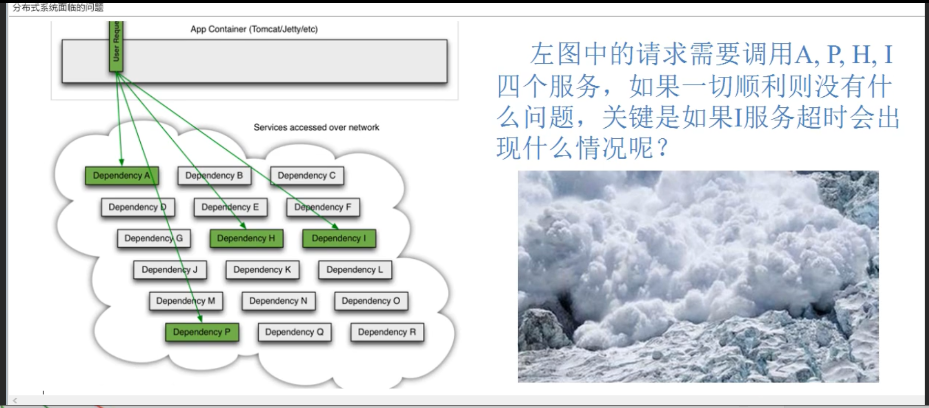 分布式系统面临的问题
App Container (Tomcat/Jetty/etc)
User Reque
Services accessed over network
Dependency A
Dependency B
Dependency C
Dependency D
Dependency E
Dependency F
Dependency G
Dependency H
Dependency I
Dependency J
Dependency K
Dependency L
Dependency M
Dependency N
Dependency O
Dependency P
Dependency Q
Dependency R
左图中的请求需要调用A, P, H, I
四个服务，如果一切顺利则没有什
么问题，关键是如果I服务超时会出
现什么情况呢？